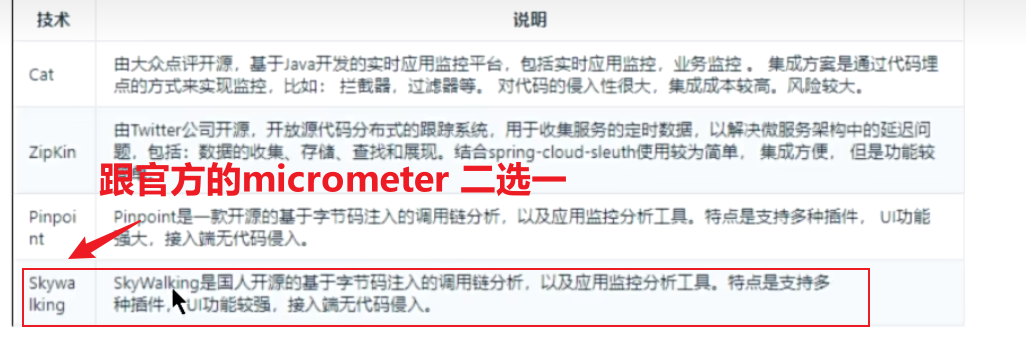 技术 说明
Cat
由大众点评开源，基于Java开发的实时应用监控平台，包括实时应用监控，业务监控 。 集成方案是通过代码埋
点的方式来实现监控，比如： 拦截器，过滤器等。 对代码的侵入性很大，集成成本较高。风险较大。
ZipKin
由Twitter公司开源，开放源代码分布式的跟踪系统，用于收集服务的定时数据，以解决微服务架构中的延迟问
题，包括：数据的收集、存储、查找和展现。结合spring-cloud-sleuth使用较为简单， 集成方便， 但是功能较
跟官方的micrometer 二选一
Pinpoi
nt
Pinpoint是一款开源的基于字节码注入的调用链分析，以及应用监控分析工具。特点是支持多种插件， UI功能
强大，接入端无代码侵入。
Skywa
lking
SkyWalking是国人开源的基于字节码注入的调用链分析，以及应用监控分析工具。特点是支持多
种插件， UI功能较强，接入端无代码侵入。